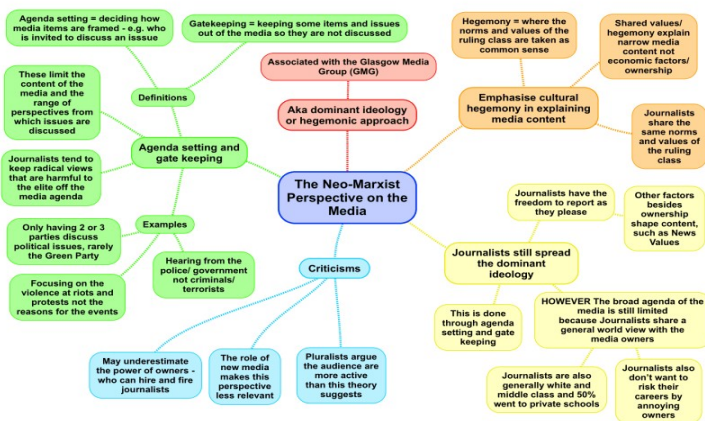 Agenda setting = deciding how
media items are framed - e.g. who
is invited to discuss an isssue
Gatekeeping = keeping some items and issues
out of the media so they are not discussed
Definitions
These limit the
content of the
media and the
range of
perspectives from
which issues are
discussed
Agenda setting and
gate keeping
Journalists tend to
keep radical views
that are harmful to
the elite off the
media agenda
Examples
Only having 2 or 3
parties discuss
political issues, rarely
the Green Party
Focusing on the
violence at riots and
protests not the
reasons for the events
Hearing from the
police/ government
not criminals/
terrorists
Associated with the Glasgow Media
Group (GMG)
Aka dominant ideology
or hegemonic approach
The Neo-Marxist
Perspective on the
Media
Hegemony = where the
norms and values of the
ruling class are taken as
common sense
Shared values/
hegemony explain
narrow media
content not
economic factors/
ownership
Emphasise cultural
hegemony in explaining
media content
Journalists
share the
same norms
and values of
the ruling
class
Journalists have the
freedom to report as
they please
Other factors
besides
ownership
shape content,
such as News
Values
Journalists still spread
the dominant
ideology
This is done
through agenda
setting and gate
keeping
HOWEVER The broad agenda of the
media is still limited
because Journalists share a
general world view with the
media owners
Journalists are also
generally white and
middle class and 50%
went to private schools
Journalists also
don't want to
risk their
careers by
annoying
owners
Criticisms
May underestimate
the power of owners -
who can hire and fire
journalists
The role of
new media
makes this
perspective
less relevant
Pluralists argue
the audience are
more active
than this theory
suggests